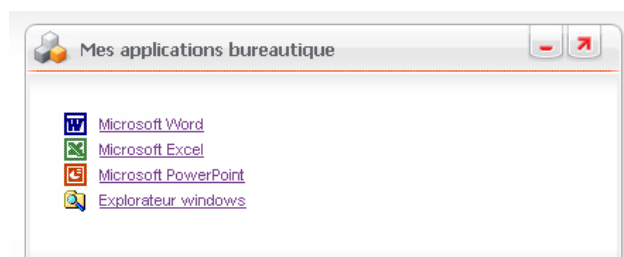 Mes applications bureautique
Microsoft Word
Microsoft Excel
Microsoft PowerPoint
Explorateur windows